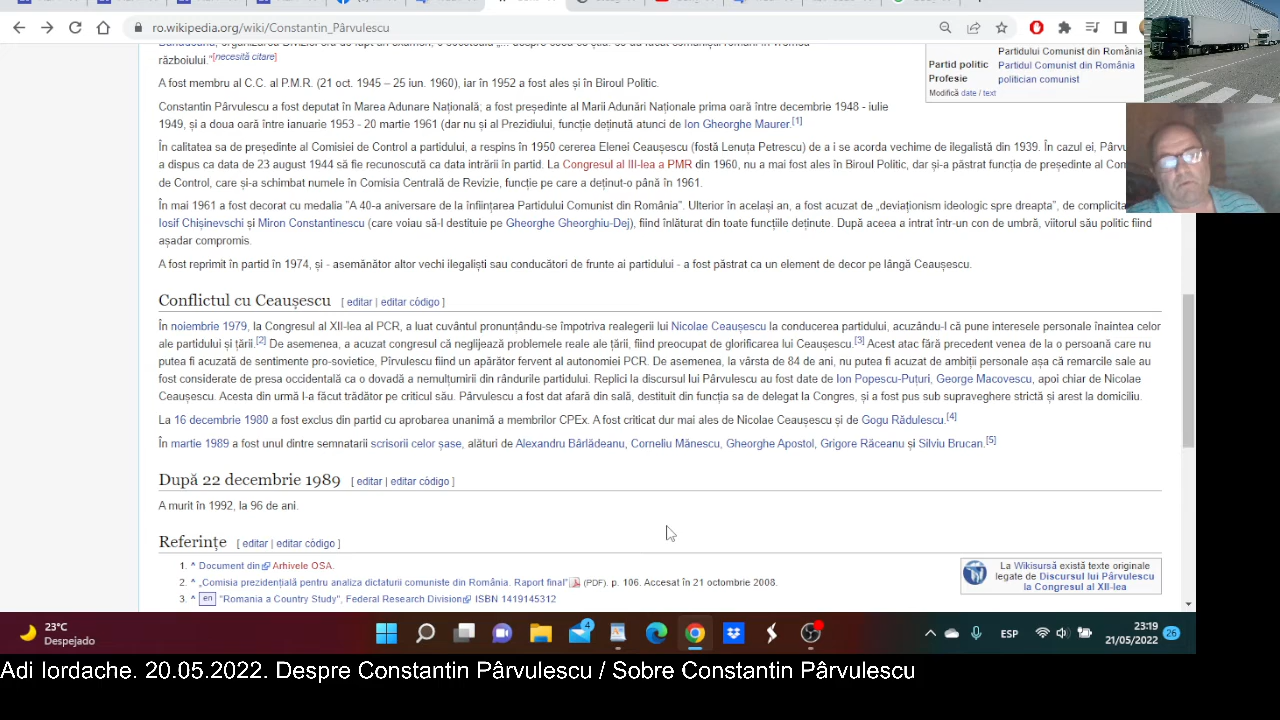 ro.wikipedia.org/wiki/Constantin_Pârvulescu
războiului."[necesită citare]
A fost membru al C.C. al P.M.R. (21 oct. 1945 – 25 iun. 1960), iar în 1952 a fost ales și în Biroul Politic.
Constantin Pârvulescu a fost deputat în Marea Adunare Națională; a fost președinte al Marii Adunări Naționale prima oară între decembrie 1948 - iulie
1949, și a doua oară între ianuarie 1953 - 20 martie 1961 (dar nu și al Prezidiului, funcție deținută atunci de Ion Gheorghe Maurer.[1]
Partidului Comunist din România
Partid politic Partidul Comunist din România
Profesie politician comunist
Modifică date / text
În calitatea sa de președinte al Comisiei de Control a partidului, a respins în 1950 cererea Elenei Ceaușescu (fostă Lenuța Petrescu) de a i se acorda vechime de ilegalistă din 1939. În cazul ei, Pârvu
a dispus ca data de 23 august 1944 să fie recunoscută ca data intrării în partid. La Congresul al III-lea a PMR din 1960, nu a mai fost ales în Biroul Politic, dar și-a păstrat funcția de președinte al Com
de Control, care și-a schimbat numele în Comisia Centrală de Revizie, funcție pe care a deținut-o până în 1961.
În mai 1961 a fost decorat cu medalia "A 40-a aniversare de la înființarea Partidului Comunist din România". Ulterior în același an, a fost acuzat de „deviaționism ideologic spre dreapta", de complicita
Iosif Chișinevschi și Miron Constantinescu (care voiau să-l destituie pe Gheorghe Gheorghiu-Dej), fiind înlăturat din toate funcțiile deținute. După aceea a intrat într-un con de umbră, viitorul său politic fiind
așadar compromis.
A fost reprimit în partid în 1974, și - asemănător altor vechi ilegaliști sau conducători de frunte ai partidului - a fost păstrat ca un element de decor pe lângă Ceaușescu.
Conflictul cu Ceaușescu [ editar | editar código ]
În noiembrie 1979, la Congresul al XII-lea al PCR, a luat cuvântul pronunțându-se împotriva realegerii lui Nicolae Ceaușescu la conducerea partidului, acuzându-l că pune interesele personale înaintea celor
ale partidului și țării.[2] De asemenea, a acuzat congresul că neglijează problemele reale ale țării, fiind preocupat de glorificarea lui Ceaușescu.[3] Acest atac fără precedent venea de la o persoană care nu
putea fi acuzată de sentimente pro-sovietice, Pîrvulescu fiind un apărător fervent al autonomiei PCR. De asemenea, la vârsta de 84 de ani, nu putea fi acuzat de ambiții personale așa că remarcile sale au
fost considerate de presa occidentală ca o dovadă a nemulțumirii din rândurile partidului. Replici la discursul lui Pârvulescu au fost date de Ion Popescu-Puțuri, George Macovescu, apoi chiar de Nicolae
Ceaușescu. Acesta din urmă l-a făcut trădător pe criticul său. Pârvulescu a fost dat afară din sală, destituit din funcția sa de delegat la Congres, și a fost pus sub supraveghere strictă și arest la domiciliu.
La 16 decembrie 1980 a fost exclus din partid cu aprobarea unanimă a membrilor CPEx. A fost criticat dur mai ales de Nicolae Ceaușescu și de Gogu Rădulescu.[4]
În martie 1989 a fost unul dintre semnatarii scrisorii celor șase, alături de Alexandru Bârlădeanu, Corneliu Mănescu, Gheorghe Apostol, Grigore Răceanu și Silviu Brucan.[5]
După 22 decembrie 1989 [ editar | editar código ]
A murit în 1992, la 96 de ani.
Referințe [ editar | editar código ]
1. ^ Document din Arhivele OSA.
2. ^ „Comisia prezidențială pentru analiza dictaturii comuniste din România. Raport final" (PDF). p. 106. Accesat în 21 octombrie 2008.
3. ^ en "Romania a Country Study", Federal Research Division ISBN 1419145312
La Wikisursă există texte originale
legate de Discursul lui Pârvulescu
la Congresul al XII-lea
23°C
Despejado
4
ESP
23:19
21/05/2022
26
Adi Iordache. 20.05.2022. Despre Constantin Pârvulescu / Sobre Constantin Pârvulescu